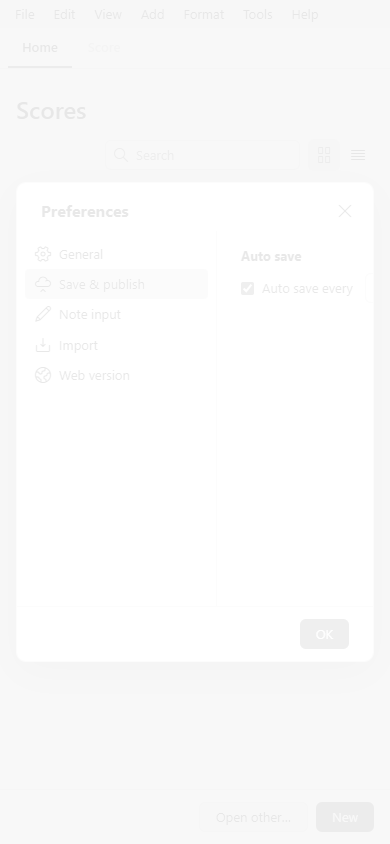 File Edit View Add Format Tools Help
Home Score
Scores
Search
Preferences
General
Save & publish
Note input
Import
Web version
Auto save
Auto save every
OK
Open other... New